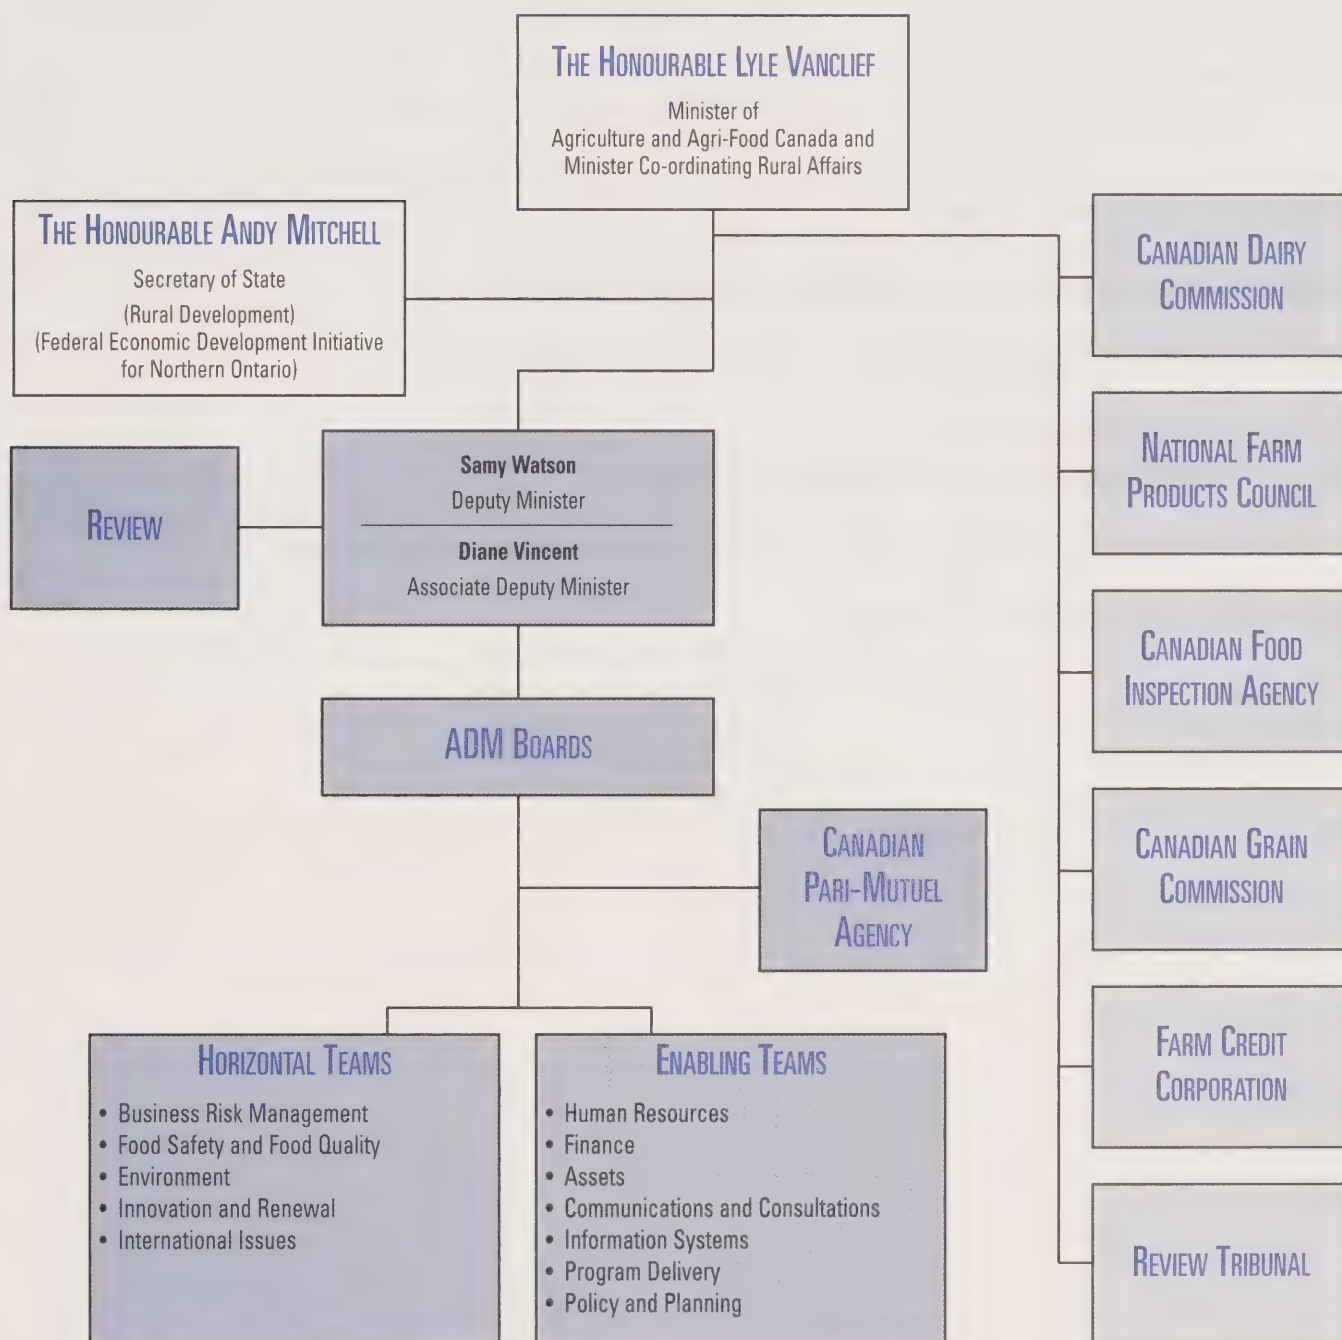 The Honourable Lyle Vanclief
Minister of
Agriculture and Agri-Food Canada and
Minister Co-ordinating Rural Affairs
The Honourable Andy Mitchell
Secretary of State
(Rural Development)
(Federal Economic Development Initiative
for Northern Ontario)
Review
Samy Watson
Deputy Minister
Diane Vincent
Associate Deputy Minister
ADM Boards
Canadian
Pari-Mutuel
Agency
Horizontal Teams
• Business Risk Management
• Food Safety and Food Quality
• Environment
• Innovation and Renewal
• International Issues
Enabling Teams
• Human Resources
• Finance
• Assets
• Communications and Consultations
• Information Systems
• Program Delivery
• Policy and Planning
Canadian Dairy
Commission
National Farm
Products Council
Canadian Food
Inspection Agency
Canadian Grain
Commission
Farm Credit
Corporation
Review Tribunal